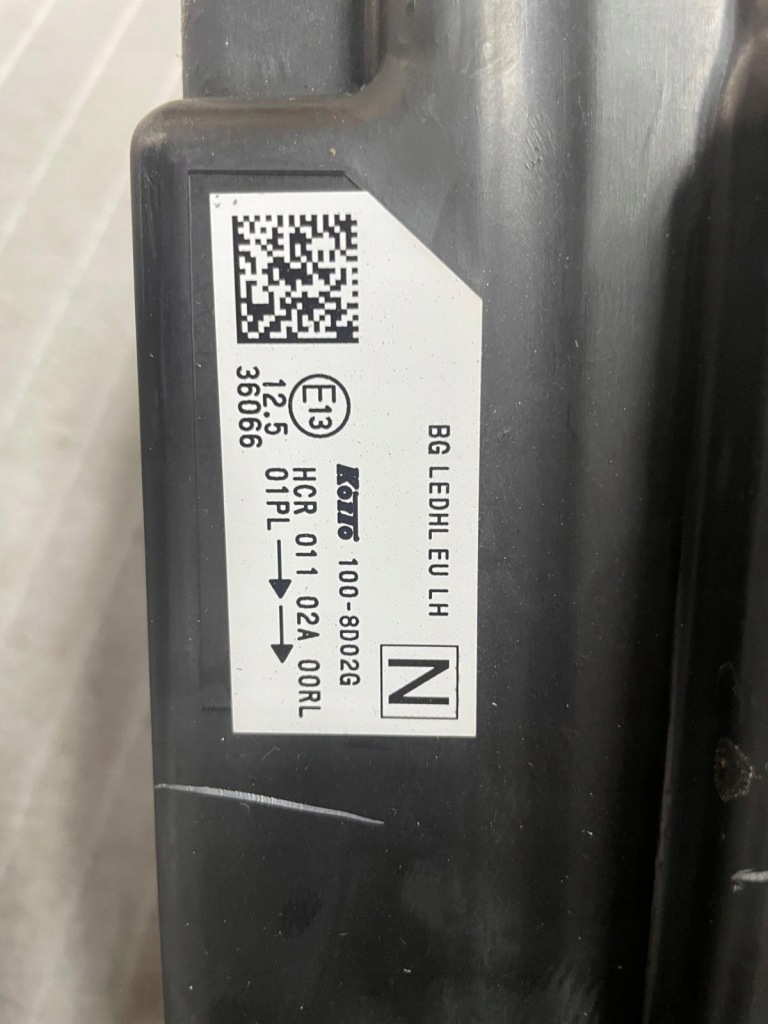 BG LEDHL EU LH
N
KOITO 100-8D02G
E13
HCR 011 02A 00RL
12.5
01PL → →
36066